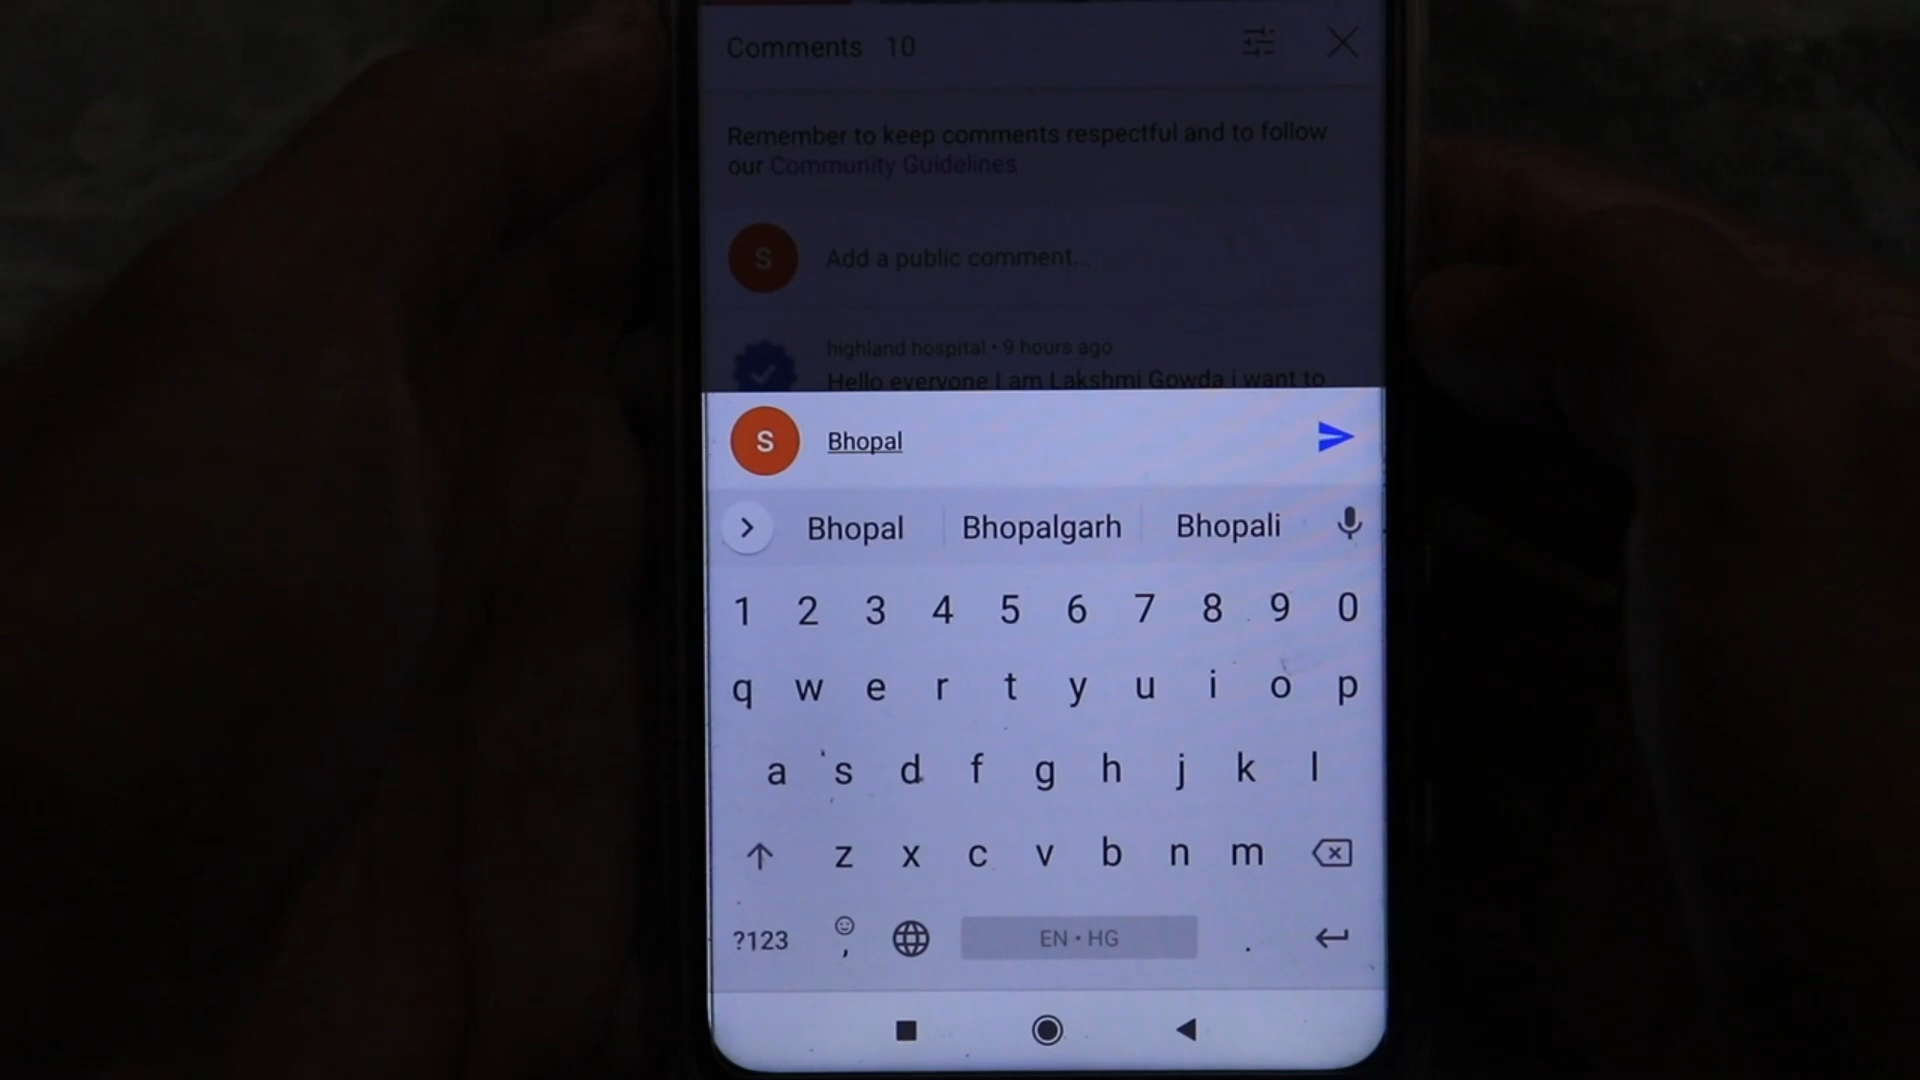 Comments 10
Remember to keep comments respectful and to follow
our Community Guidelines
S Add a public comment...
highland hospital • 9 hours ago
Hello everyone I am Lakshmi Gowda i want to
S Bhopal
Bhopal Bhopalgarh Bhopali
1 2 3 4 5 6 7 8 9 0
q w e r t y u i o p
a s d f g h j k l
z x c v b n m
?123 , EN • HG .